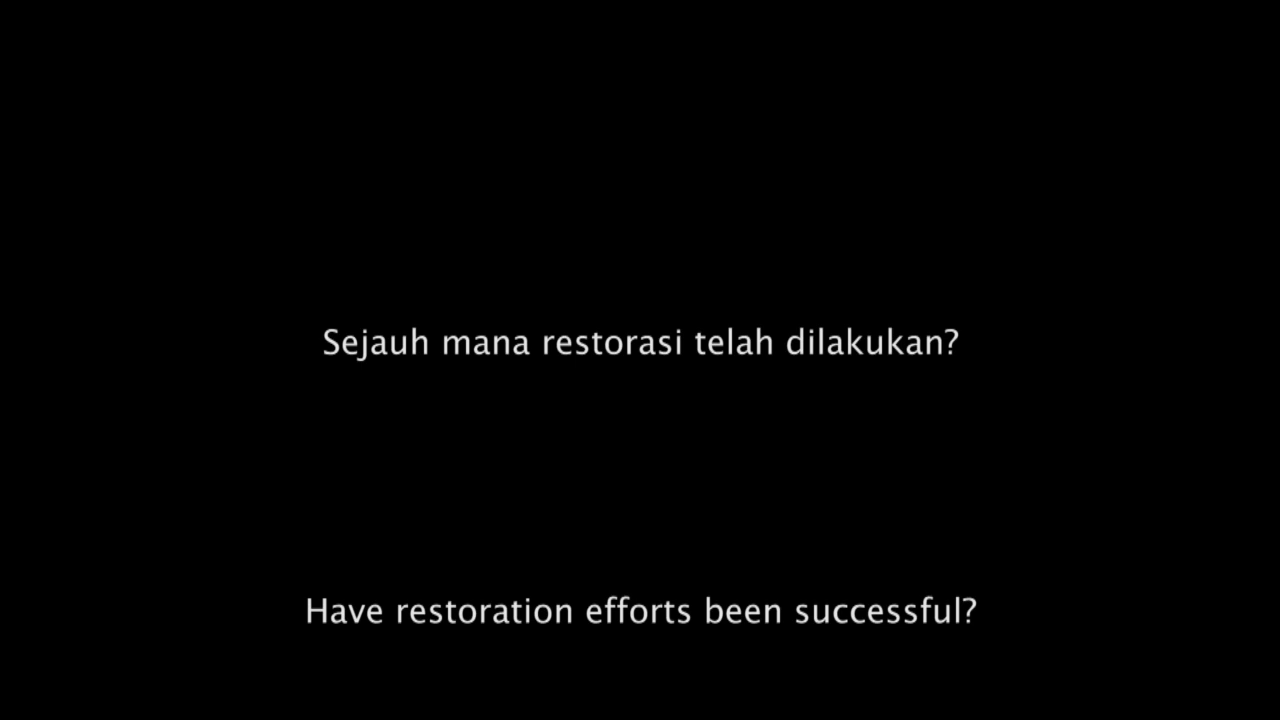 Sejauh mana restorasi telah dilakukan?
Have restoration efforts been successful?